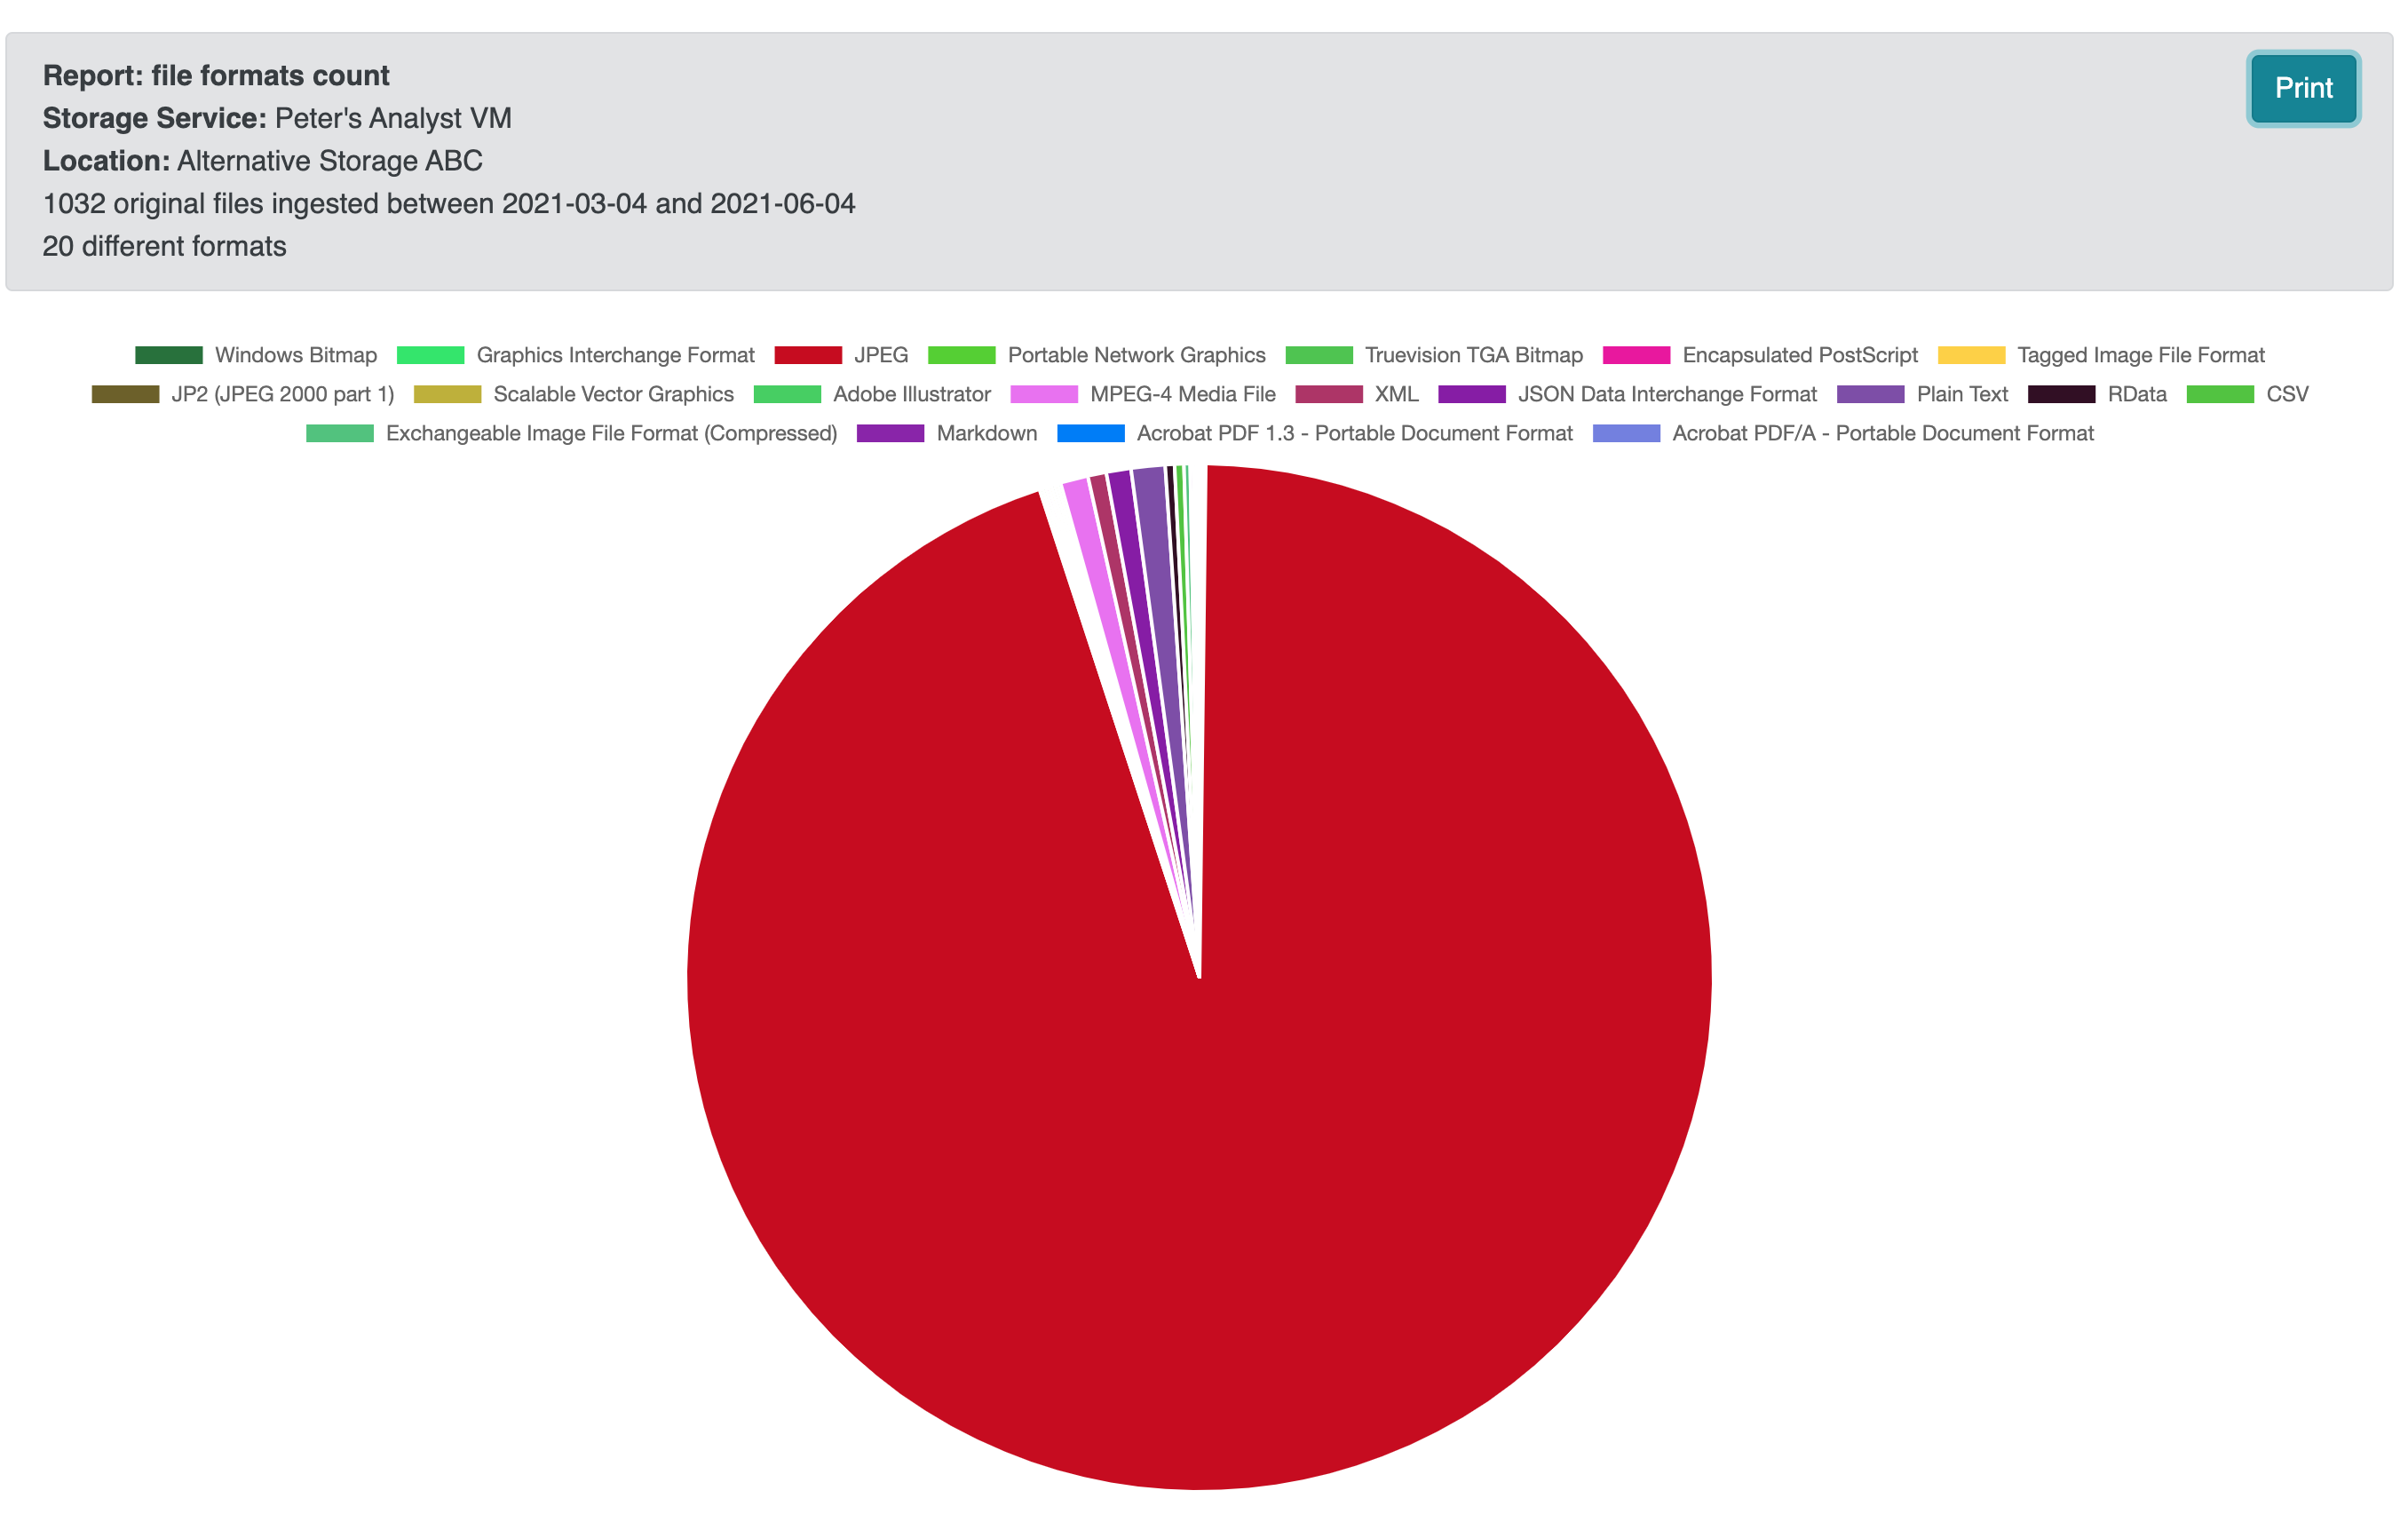 Report: file formats count
Print
Storage Service: Peter's Analyst VM
Location: Alternative Storage ABC
1032 original files ingested between 2021-03-04 and 2021-06-04
20 different formats
Windows Bitmap Graphics Interchange Format JPEG Portable Network Graphics Truevision TGA Bitmap Encapsulated PostScript Tagged Image File Format
JP2 (JPEG 2000 part 1) Scalable Vector Graphics Adobe Illustrator MPEG-4 Media File XML JSON Data Interchange Format Plain Text RData CSV
Exchangeable Image File Format (Compressed) Markdown Acrobat PDF 1.3 - Portable Document Format Acrobat PDF/A - Portable Document Format